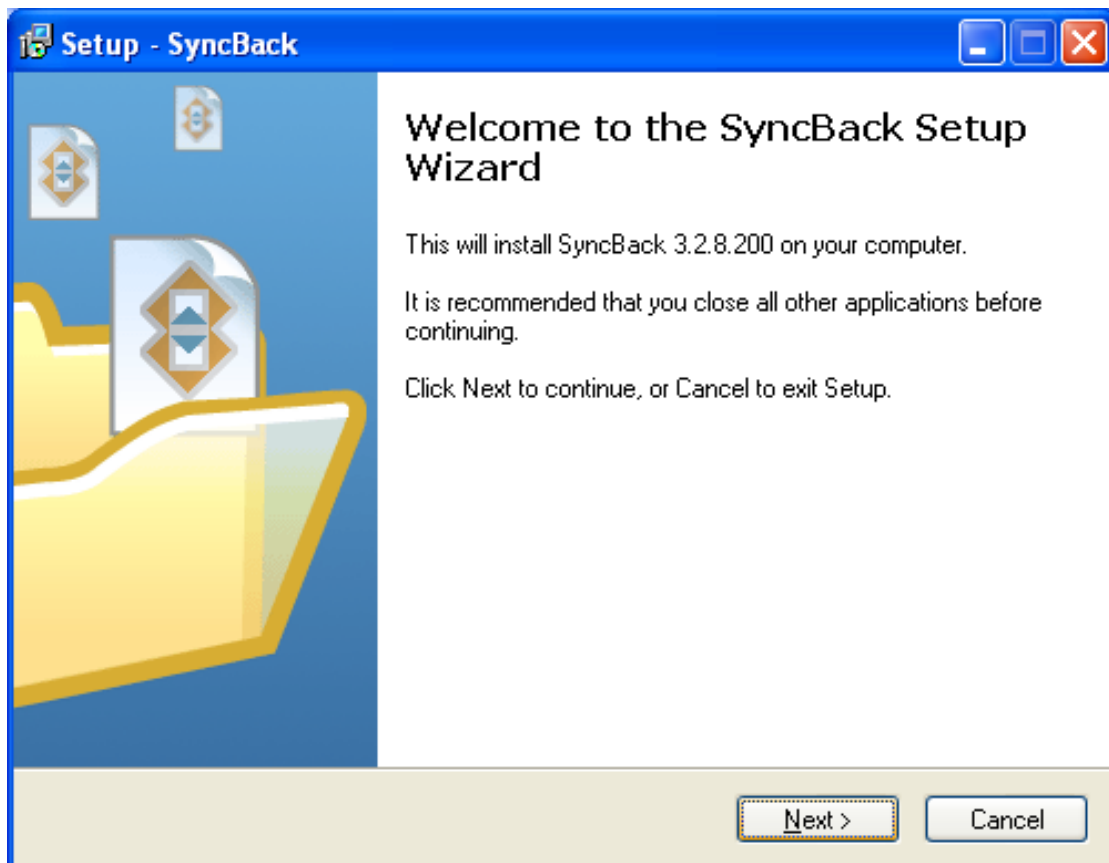 Setup - SyncBack
Welcome to the SyncBack Setup
Wizard
This will install SyncBack 3.2.8.200 on your computer.
It is recommended that you close all other applications before
continuing.
Click Next to continue, or Cancel to exit Setup.
Next >
Cancel